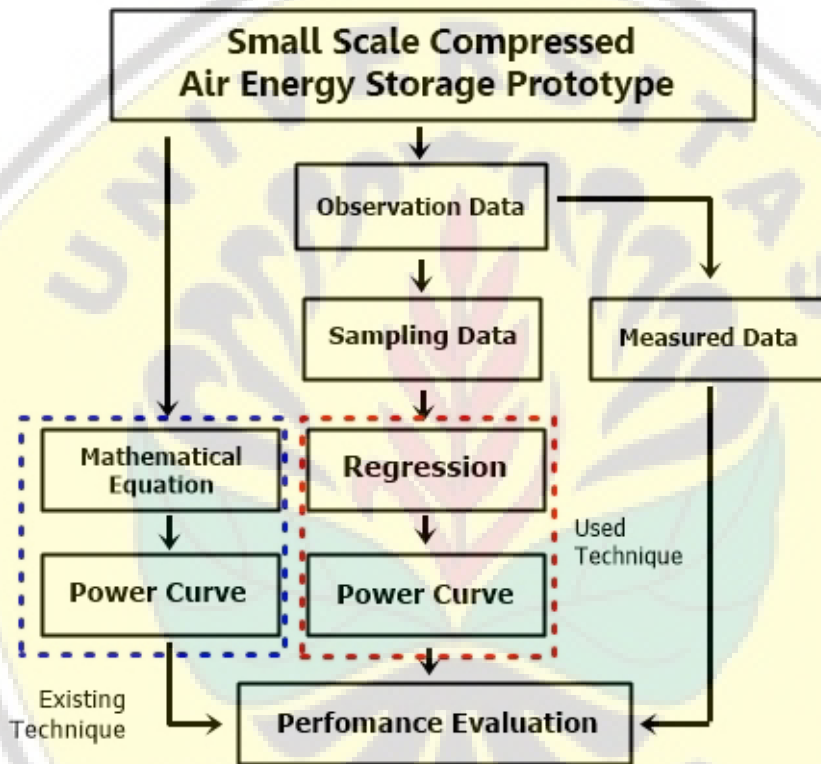 Small Scale Compressed
Air Energy Storage Prototype
UNIVERSITAS
Observation Data
Sampling Data
Measured Data
Mathematical
Equation
Regression
Used
Technique
Power Curve
Power Curve
Existing
Technique
Perfomance Evaluation